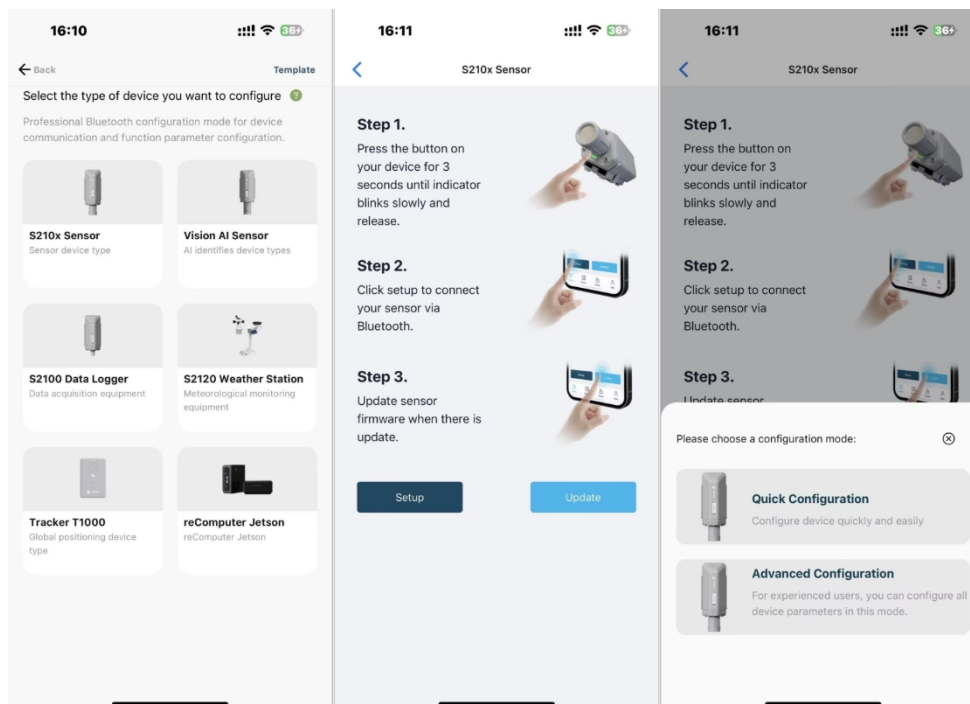 16:10
36
Back
Template
Select the type of device you want to configure ?
Professional Bluetooth configuration mode for device
communication and function parameter configuration.
S210x Sensor
Sensor device type
Vision AI Sensor
AI identifies device types
S2100 Data Logger
Data acquisition equipment
S2120 Weather Station
Meteorological monitoring
equipment
Tracker T1000
Global positioning device
type
reComputer Jetson
reComputer Jetson
16:11
36
S210x Sensor
Step 1.
Press the button on
your device for 3
seconds until indicator
blinks slowly and
release.
Step 2.
Click setup to connect
your sensor via
Bluetooth.
Step 3.
Update sensor
firmware when there is
update.
Setup
Update
16:11
36
S210x Sensor
Step 1.
Press the button on
your device for 3
seconds until indicator
blinks slowly and
release.
Step 2.
Click setup to connect
your sensor via
Bluetooth.
Step 3.
Update sensor
Please choose a configuration mode:
Quick Configuration
Configure device quickly and easily
Advanced Configuration
For experienced users, you can configure all
device parameters in this mode.